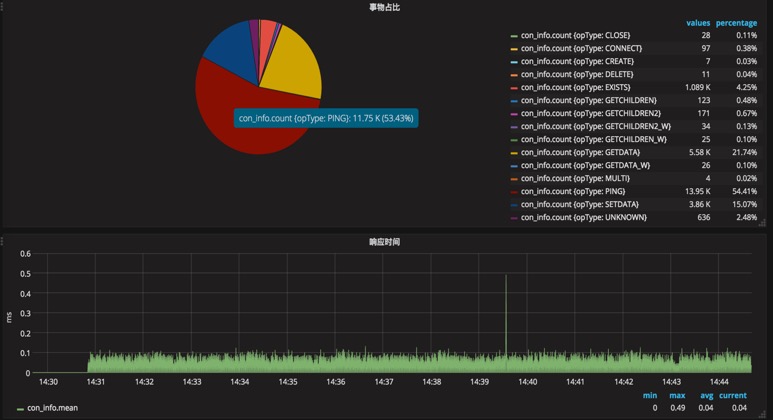 事物占比
values percentage
con_info.count {opType: CLOSE} 28 0.11%
con_info.count {opType: CONNECT} 97 0.38%
con_info.count {opType: CREATE} 7 0.03%
con_info.count {opType: DELETE} 11 0.04%
con_info.count {opType: EXISTS} 1.089 K 4.25%
con_info.count {opType: GETCHILDREN} 123 0.48%
con_info.count {opType: GETCHILDREN2} 171 0.67%
con_info.count {opType: GETCHILDREN2_W} 34 0.13%
con_info.count {opType: GETCHILDREN_W} 25 0.10%
con_info.count {opType: GETDATA} 5.58 K 21.74%
con_info.count {opType: GETDATA_W} 26 0.10%
con_info.count {opType: MULTI} 4 0.02%
con_info.count {opType: PING} 13.95 K 54.41%
con_info.count {opType: SETDATA} 3.86 K 15.07%
con_info.count {opType: UNKNOWN} 636 2.48%
con_info.count {opType: PING}: 11.75 K (53.43%)
响应时间
ms
0.6
0.5
0.4
0.3
0.2
0.1
0
14:30 14:31 14:32 14:33 14:34 14:35 14:36 14:37 14:38 14:39 14:40 14:41 14:42 14:43 14:44
min max avg current
con_info.mean 0 0.49 0.04 0.04